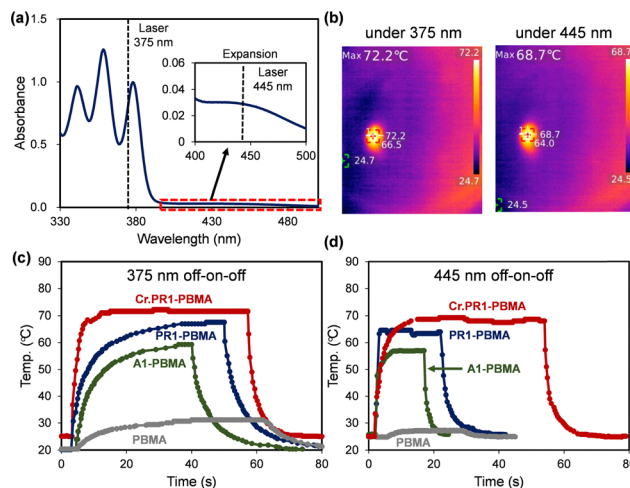 (a)
Laser
375 nm
Expansion
Laser
445 nm
0.06
0.04
0.02
0.00
400 450 500
1.5
1.0
0.5
0.0
Absorbance
330 380 430 480
Wavelength (nm)
(b) under 375 nm under 445 nm
Max 72.2℃
72.2
1
72.2
66.5
24.7
24.7
Max 68.7℃
68.7
1
68.7
64.0
24.5
24.7
(c) 375 nm off-on-off
Cr.PR1-PBMA
PR1-PBMA
A1-PBMA
PBMA
90
80
70
60
50
40
30
20
Temp. (℃)
0 20 40 60 80
Time (s)
(d) 445 nm off-on-off
Cr.PR1-PBMA
PR1-PBMA
A1-PBMA
PBMA
90
80
70
60
50
40
30
20
Temp. (℃)
0 20 40 60 80
Time (s)